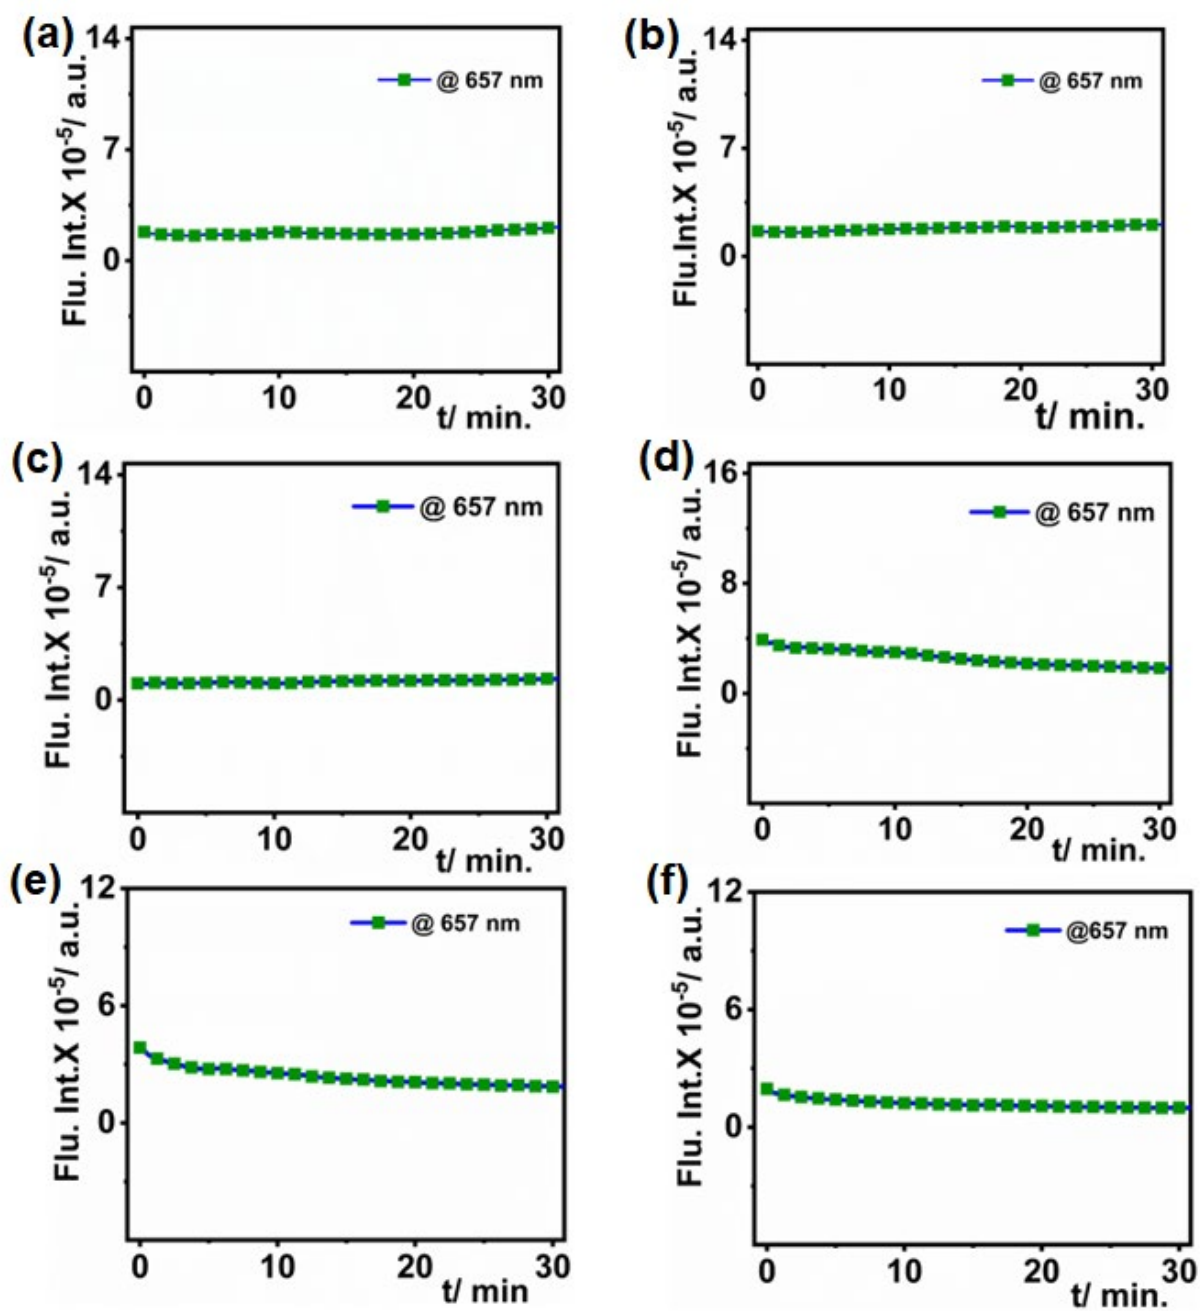 (a)
14
7
0
Flu. Int.X 10-5/ a.u.
@ 657 nm
0 10 20 30
t/ min.
(b)
14
7
0
Flu.Int.X 10-5/ a.u.
@ 657 nm
0 10 20 30
t/ min.
(c)
14
7
0
Flu. Int.X 10-5/ a.u.
@ 657 nm
0 10 20 30
t/ min.
(d)
16
8
0
Flu. Int.X 10-5/ a.u.
@ 657 nm
0 10 20 30
t/ min.
(e)
12
6
0
Flu. Int.X 10-5/ a.u.
@ 657 nm
0 10 20 30
t/ min
(f)
12
6
0
Flu. Int.X 10-5/ a.u.
@657 nm
0 10 20 30
t/ min.